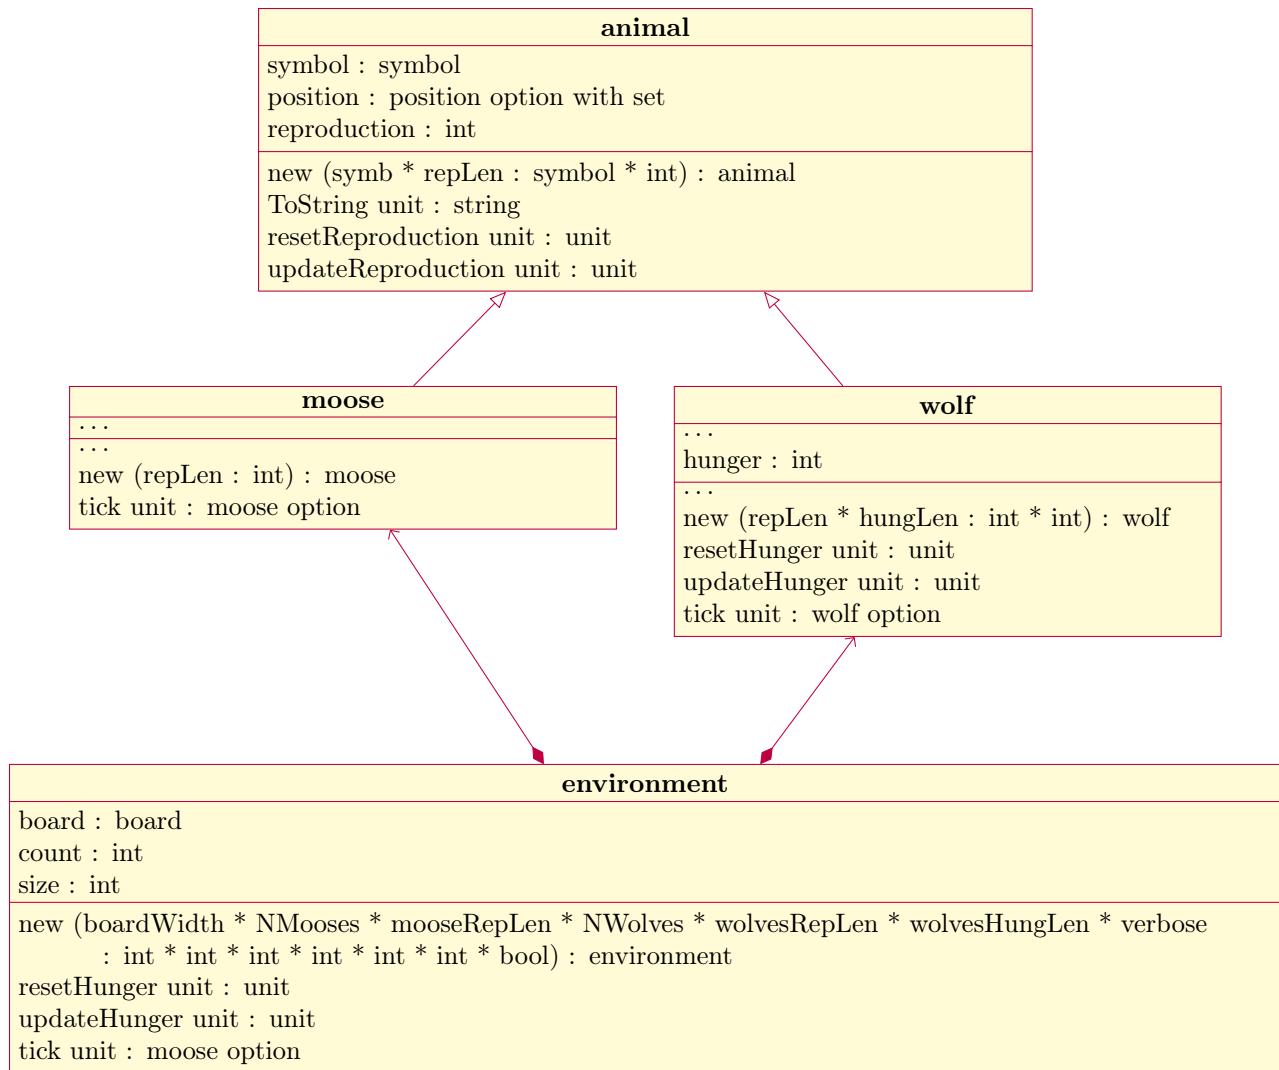 animal
symbol : symbol
position : position option with set
reproduction : int
new (symb * repLen : symbol * int) : animal
ToString unit : string
resetReproduction unit : unit
updateReproduction unit : unit
moose
...
...
new (repLen : int) : moose
tick unit : moose option
wolf
...
hunger : int
...
new (repLen * hungLen : int * int) : wolf
resetHunger unit : unit
updateHunger unit : unit
tick unit : wolf option
environment
board : board
count : int
size : int
new (boardWidth * NMooses * mooseRepLen * NWolves * wolvesRepLen * wolvesHungLen * verbose
: int * int * int * int * int * int * bool) : environment
resetHunger unit : unit
updateHunger unit : unit
tick unit : moose option